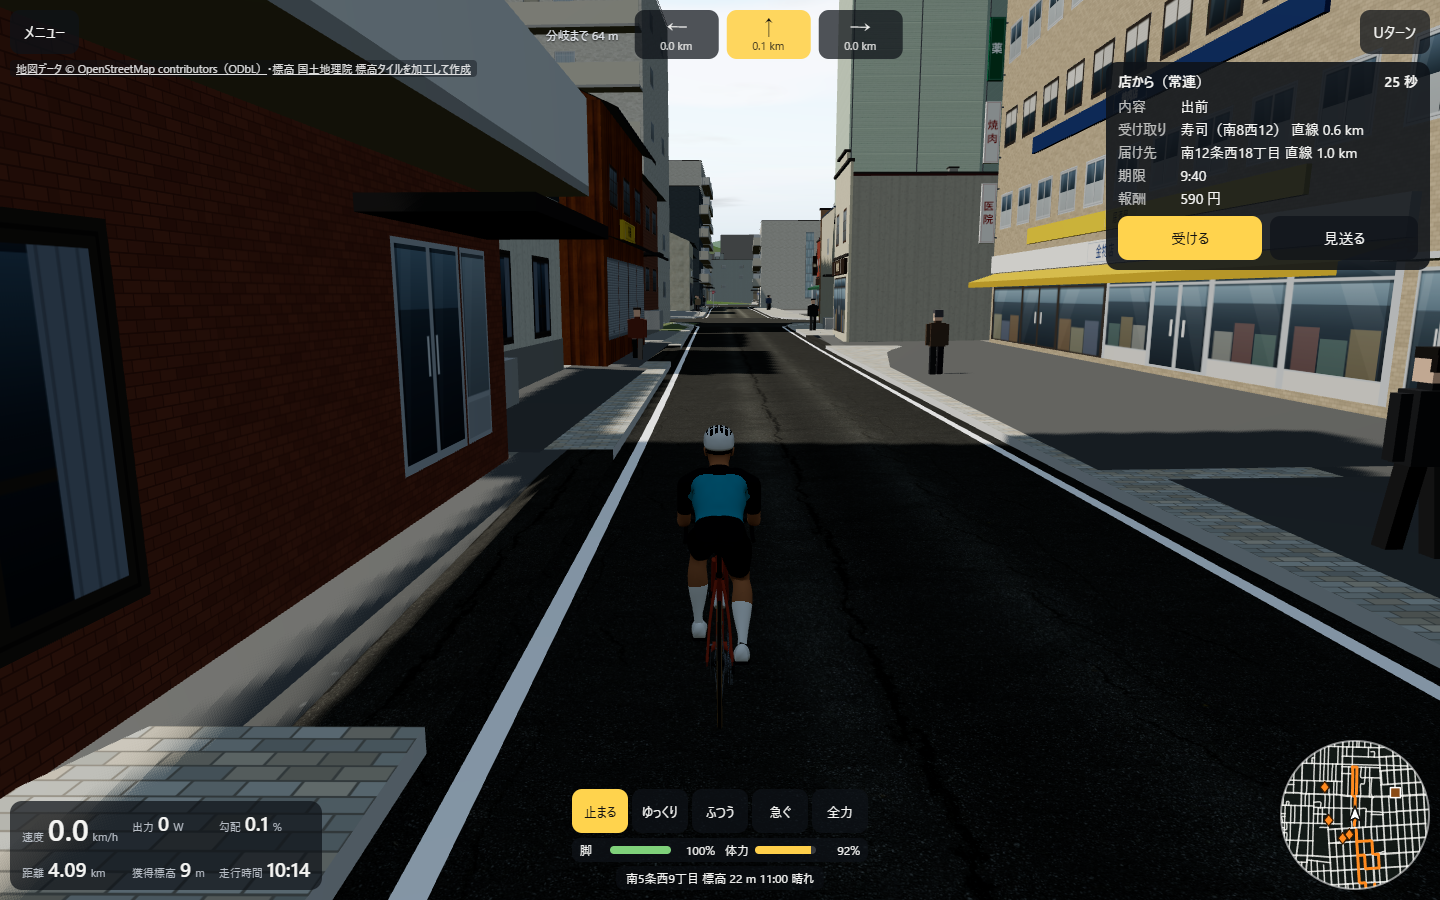 メニュー
分岐まで 64 m
←
0.0 km
↑
0.1 km
→
0.0 km
Uターン
地図データ © OpenStreetMap contributors（ODbL）・標高 国土地理院 標高タイルを加工して作成
店から（常連）
25 秒
内容 出前
受け取り 寿司（南8西12） 直線 0.6 km
届け先 南12条西18丁目 直線 1.0 km
期限 9:40
報酬 590 円
受ける
見送る
薬
焼肉
医院
速度 0.0 km/h
出力 0 W
勾配 0.1 %
距離 4.09 km
獲得標高 9 m
走行時間 10:14
止まる
ゆっくり
ふつう
急ぐ
全力
脚 100%
体力 92%
南5条西9丁目 標高 22 m 11:00 晴れ